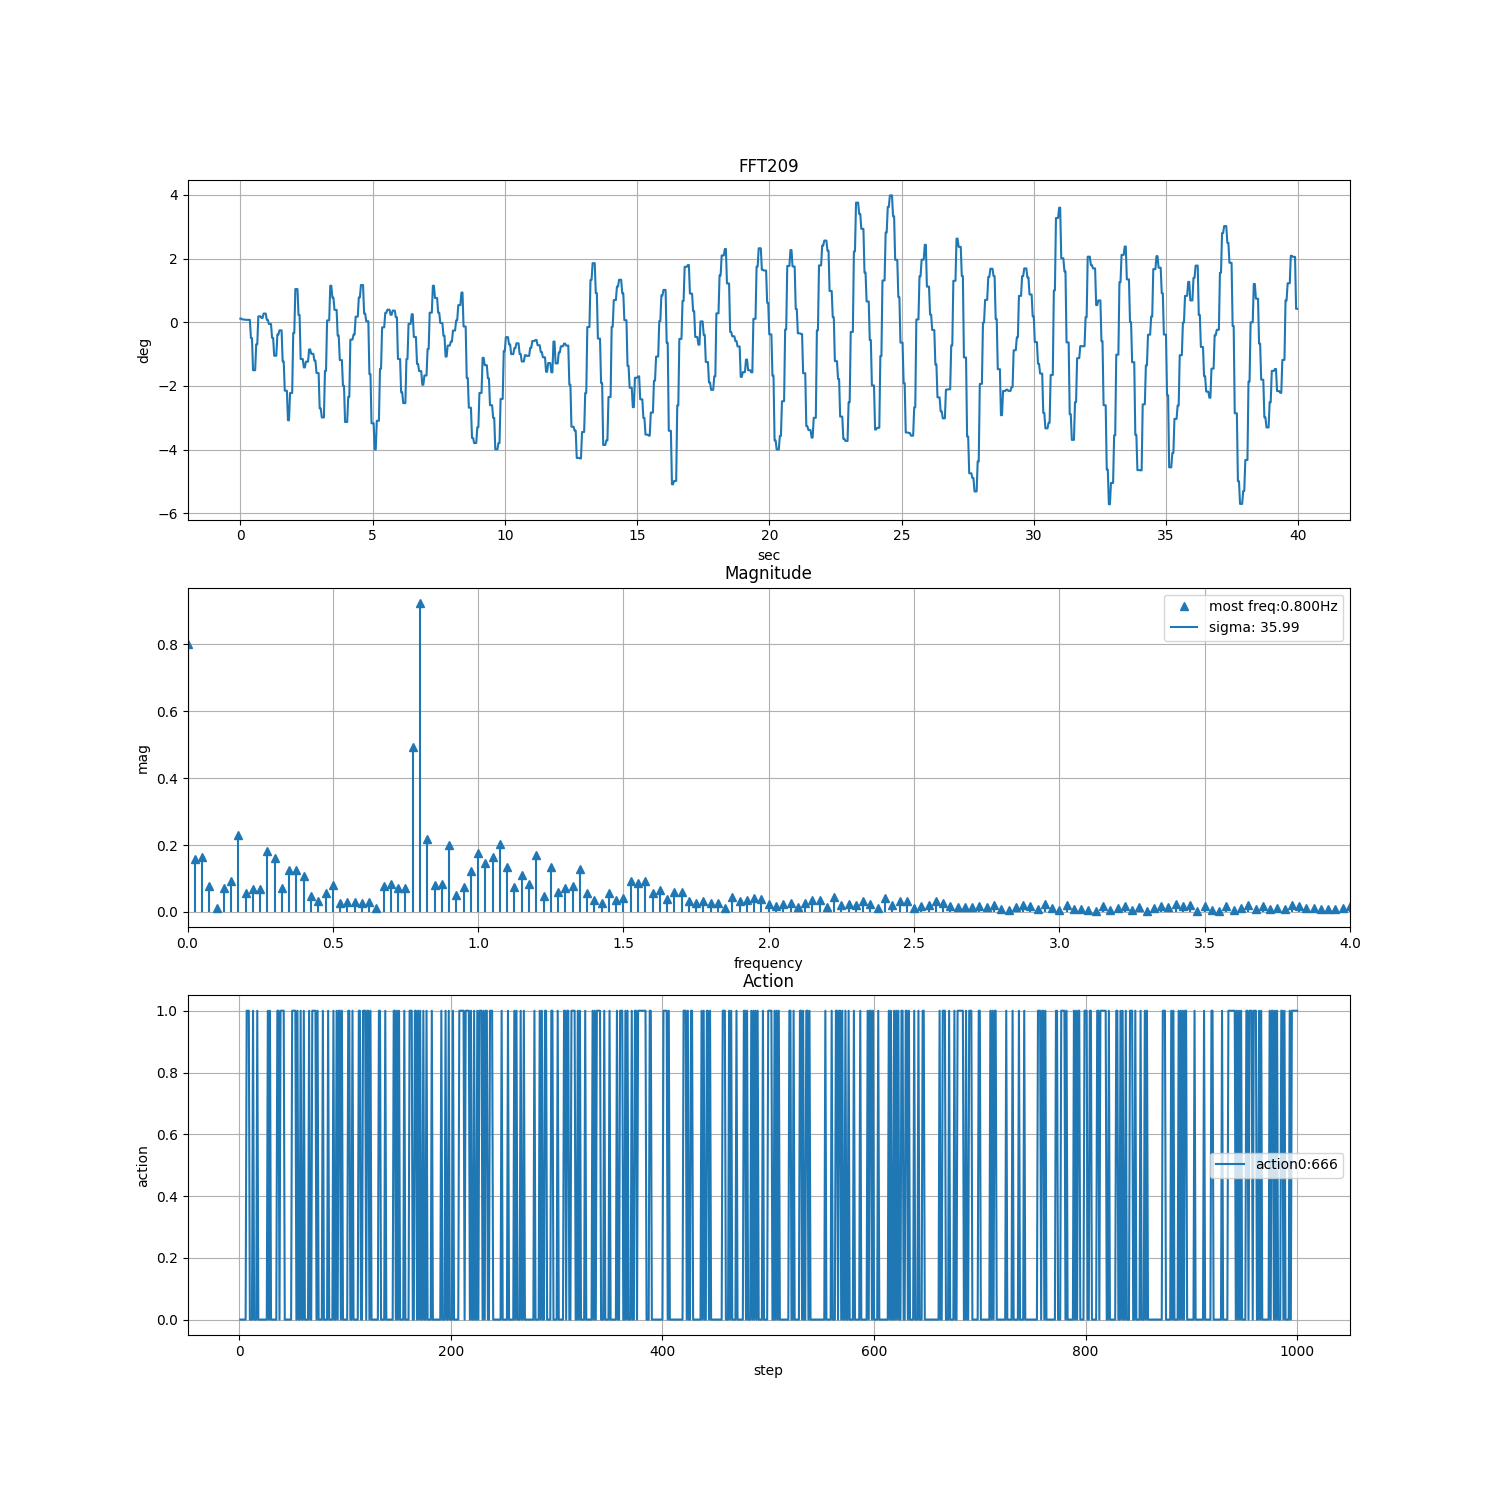 FFT209
4
2
0
−2
−4
−6
deg
0 5 10 15 20 25 30 35 40
sec
Magnitude
0.8
0.6
0.4
0.2
0.0
mag
most freq:0.800Hz
sigma: 35.99
0.0 0.5 1.0 1.5 2.0 2.5 3.0 3.5 4.0
frequency
Action
1.0
0.8
0.6
0.4
0.2
0.0
action
action0:666
0 200 400 600 800 1000
step